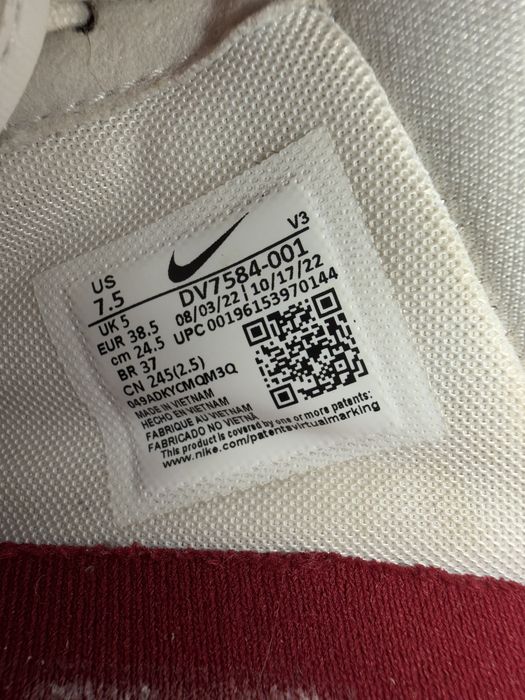 V3
US
7.5
DV7584-001
UK 5
08/03/22 | 10/17/22
EUR 38.5
UPC 00196153970144
cm 24.5
BR 37
CN 245(2.5)
049ADKYCMQM3Q
MADE IN VIETNAM
HECHO EN VIETNAM
FABRIQUE AU VIETNAM
FABRICADO NO VIETNA
This product is covered by one or more patents:
www.nike.com/patentsvirtualmarking